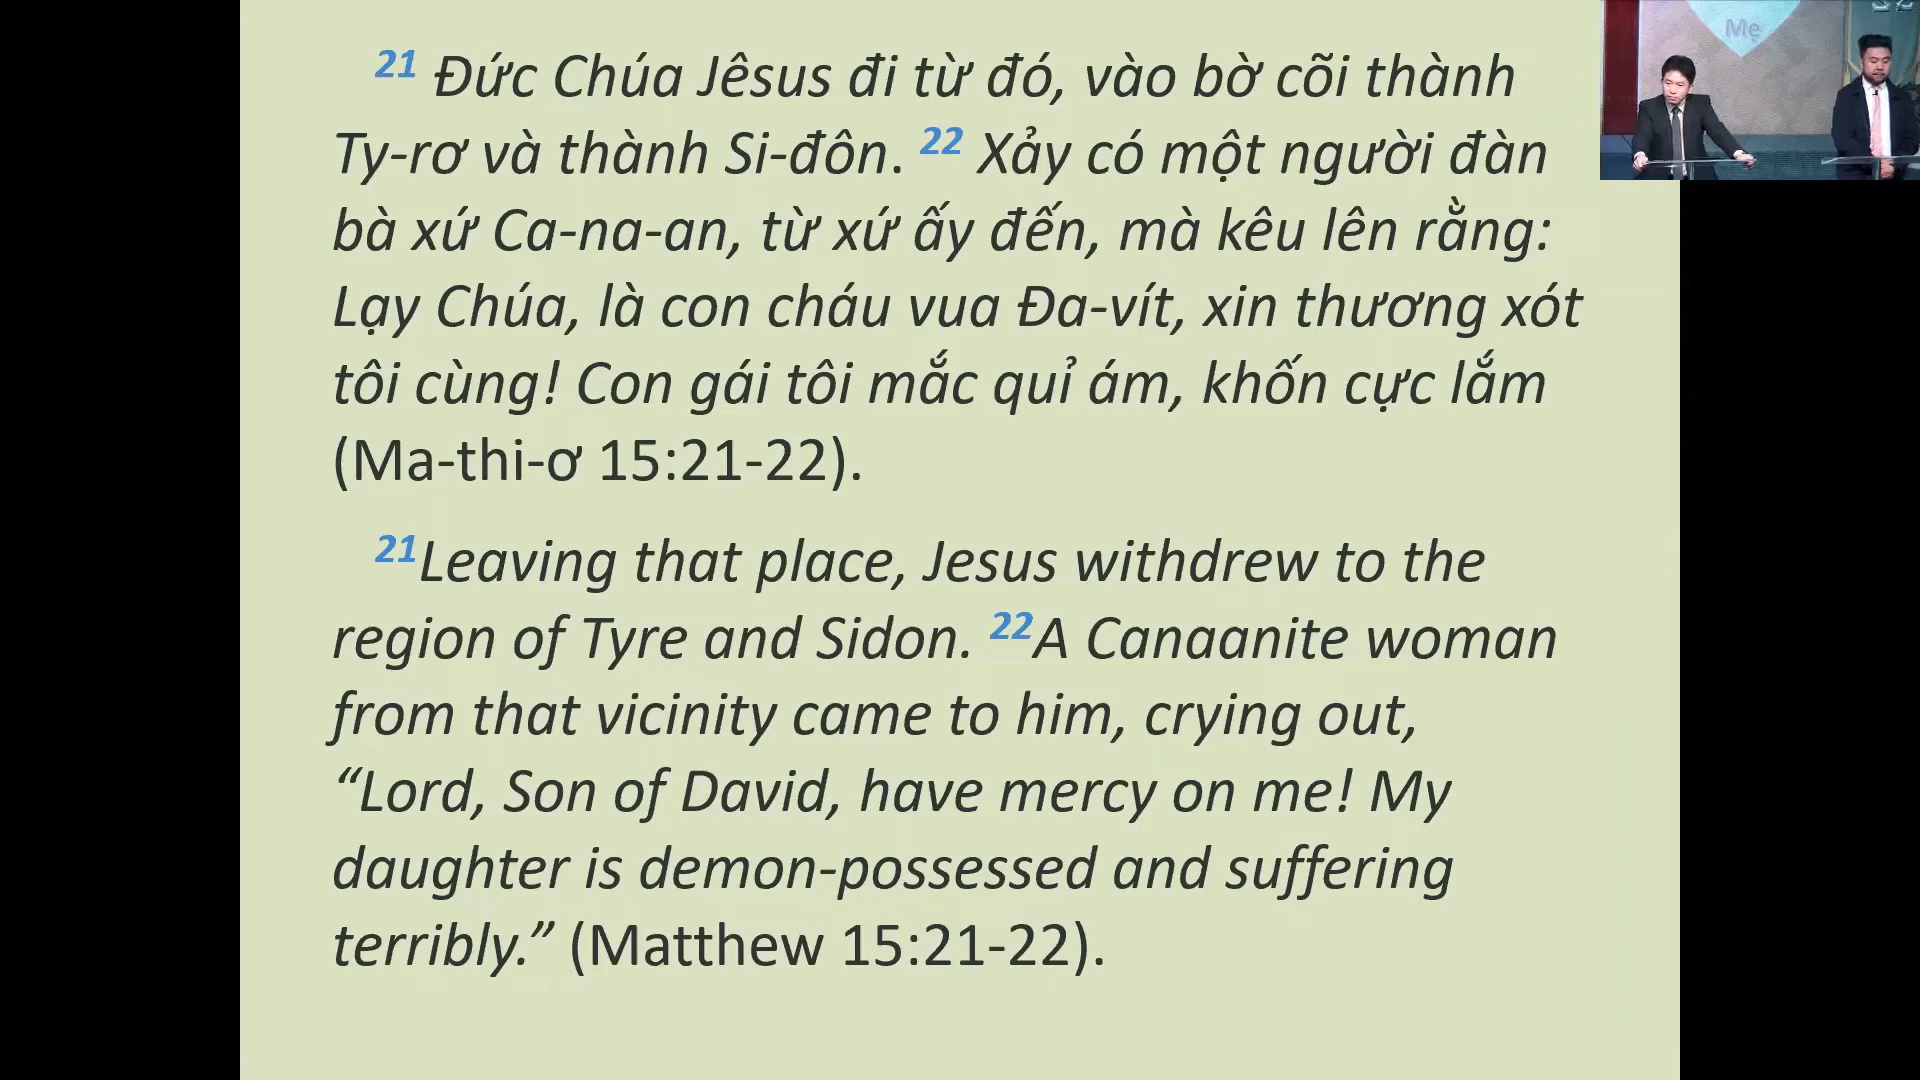 21 Đức Chúa Jêsus đi từ đó, vào bờ cõi thành
Ty-rơ và thành Si-đôn. 22 Xảy có một người đàn
bà xứ Ca-na-an, từ xứ ấy đến, mà kêu lên rằng:
Lạy Chúa, là con cháu vua Đa-vít, xin thương xót
tôi cùng! Con gái tôi mắc quỉ ám, khốn cực lắm
(Ma-thi-ơ 15:21-22).
21Leaving that place, Jesus withdrew to the
region of Tyre and Sidon. 22A Canaanite woman
from that vicinity came to him, crying out,
“Lord, Son of David, have mercy on me! My
daughter is demon-possessed and suffering
terribly.” (Matthew 15:21-22).
Mẹ